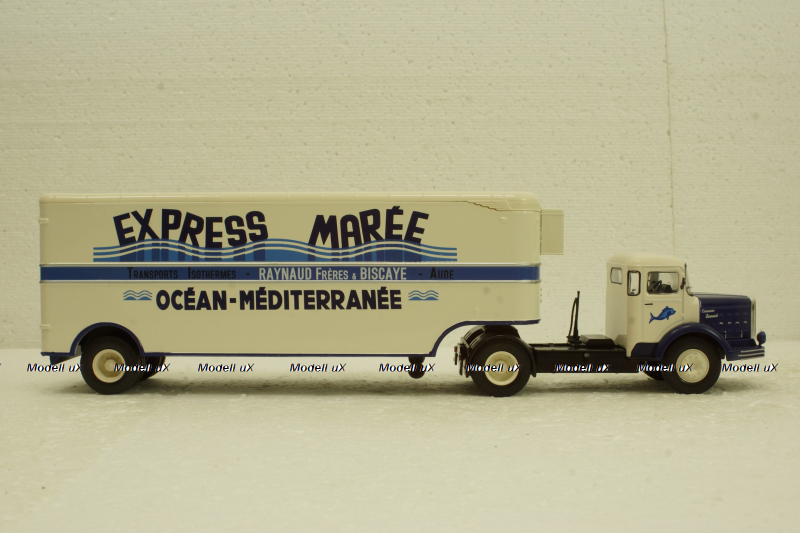 EXPRESS MARÉE
TRANSPORTS ISOTHERMES - RAYNAUD FRÈRES & BISCAYE - AUDE
OCÉAN-MÉDITERRANÉE
Modell uX Modell uX Modell uX Modell uX Modell uX Modell uX Modell uX Modell uX Modell uX